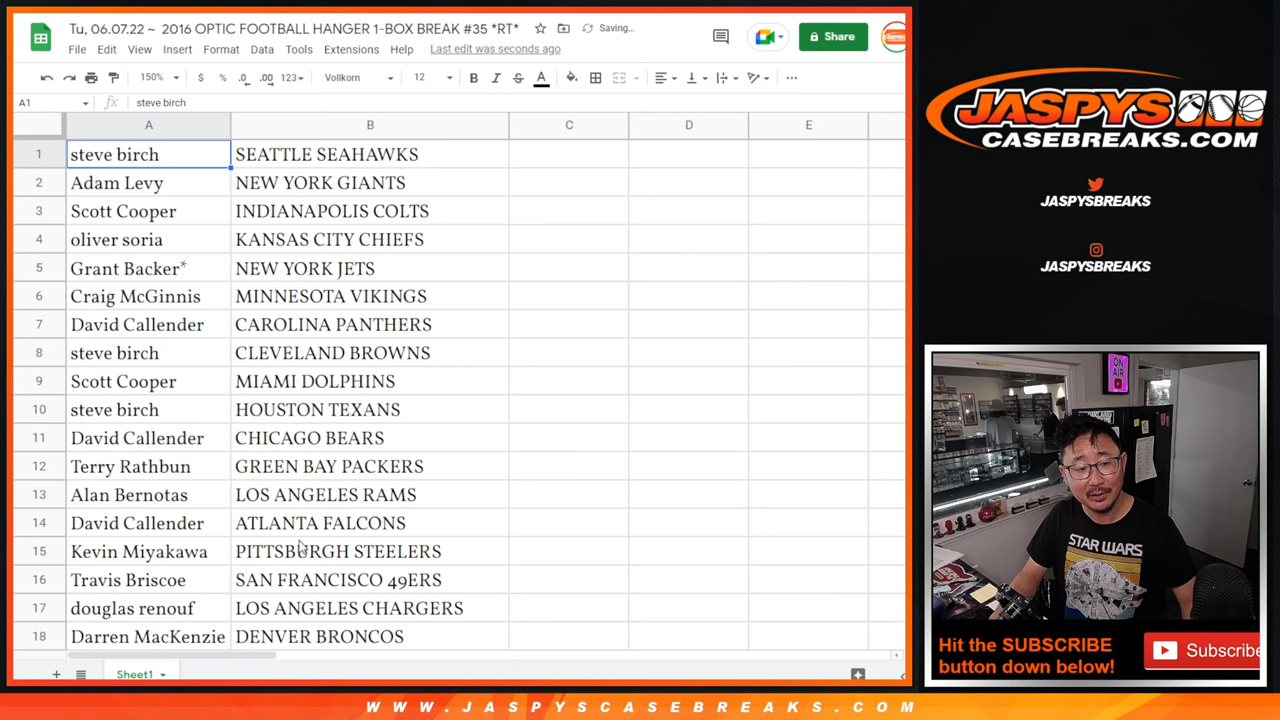 Tu, 06.07.22 ~ 2016 OPTIC FOOTBALL HANGER 1-BOX BREAK #35 *RT*
Saving...
File Edit View Insert Format Data Tools Extensions Help Last edit was seconds ago
Share
150% $ % .0 .00 123 Vollkorn 12 B I S A
A1 fx steve birch
A B C D E
1 steve birch SEATTLE SEAHAWKS
2 Adam Levy NEW YORK GIANTS
3 Scott Cooper INDIANAPOLIS COLTS
4 oliver soria KANSAS CITY CHIEFS
5 Grant Backer* NEW YORK JETS
6 Craig McGinnis MINNESOTA VIKINGS
7 David Callender CAROLINA PANTHERS
8 steve birch CLEVELAND BROWNS
9 Scott Cooper MIAMI DOLPHINS
10 steve birch HOUSTON TEXANS
11 David Callender CHICAGO BEARS
12 Terry Rathbun GREEN BAY PACKERS
13 Alan Bernotas LOS ANGELES RAMS
14 David Callender ATLANTA FALCONS
15 Kevin Miyakawa PITTSBURGH STEELERS
16 Travis Briscoe SAN FRANCISCO 49ERS
17 douglas renouf LOS ANGELES CHARGERS
18 Darren MacKenzie DENVER BRONCOS
Sheet1
JASPYS
CASEBREAKS.COM
JASPYSBREAKS
JASPYSBREAKS
ON
AIR
STAR WARS
Hit the SUBSCRIBE
button down below!
Subscribe
WWW.JASPYSCASEBREAKS.COM